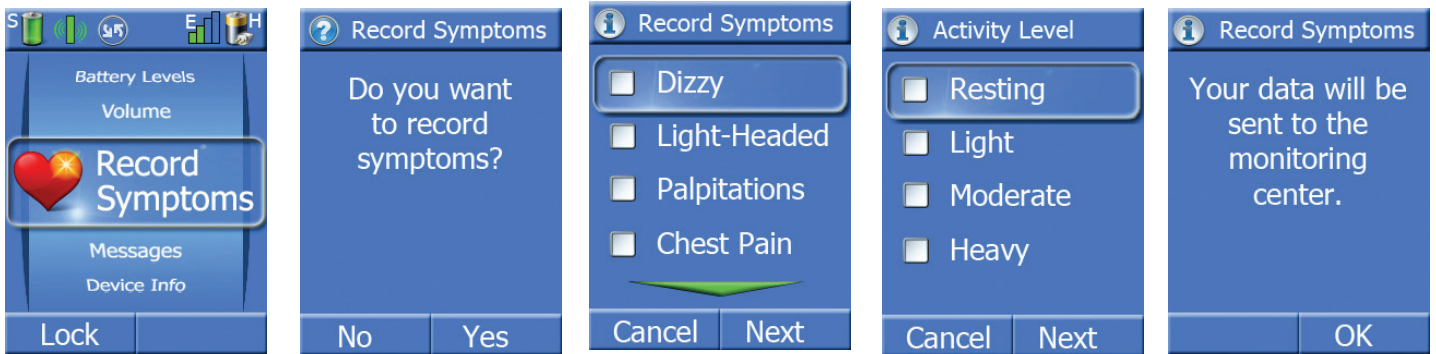 S E H
Battery Levels
Volume
Record
Symptoms
Messages
Device Info
Lock
Record Symptoms
Do you want
to record
symptoms?
No Yes
Record Symptoms
Dizzy
Light-Headed
Palpitations
Chest Pain
Cancel Next
Activity Level
Resting
Light
Moderate
Heavy
Cancel Next
Record Symptoms
Your data will be
sent to the
monitoring
center.
OK